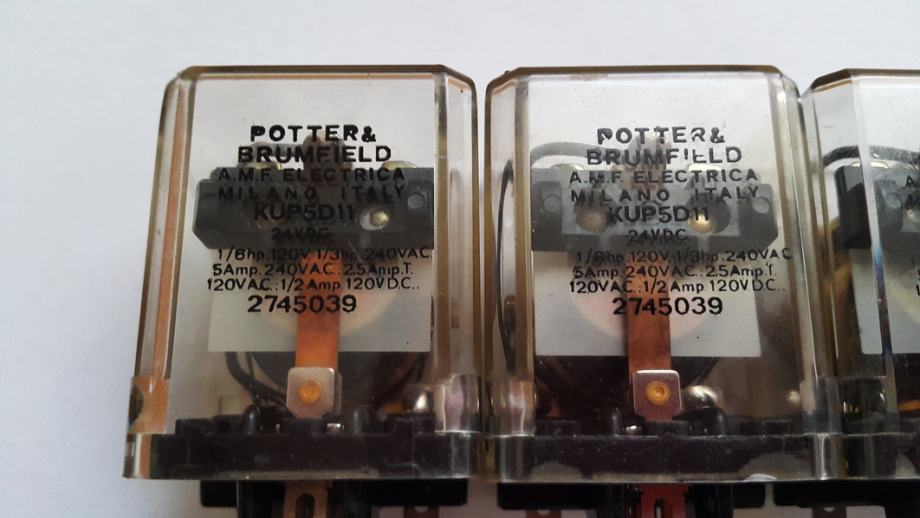 POTTER&
BRUMFIELD
A.M.F. ELECTRICA
MILANO ITALY
KUP5D11
24VDC
1/6hp.120V.1/3hp.240VAC
5Amp.240VAC.:2.5Amp.T.
120VAC.:1/2Amp.120VDC..
2745039
POTTER&
BRUMFIELD
A.M.F. ELECTRICA
MILANO ITALY
KUP5D11
24VDC
1/6hp.120V.1/3hp.240VAC
5Amp.240VAC.:2.5Amp.T.
120VAC.:1/2Amp.120VDC..
2745039